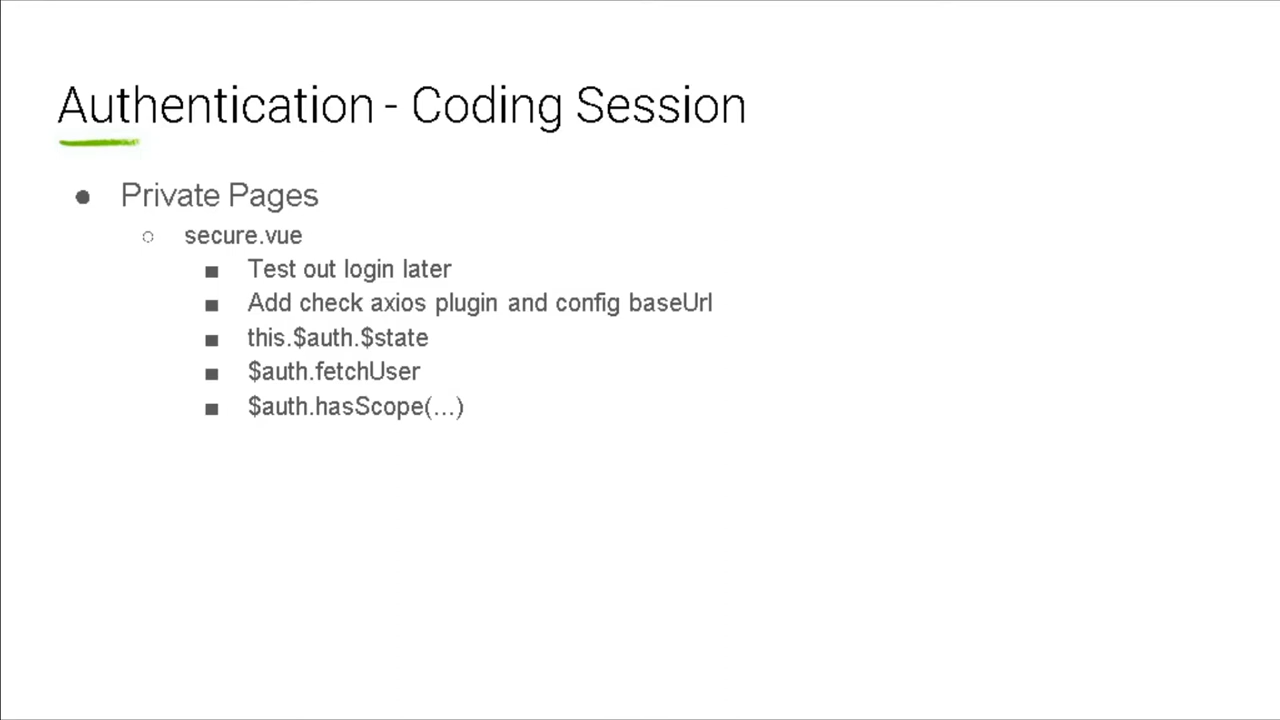 Authentication - Coding Session
Private Pages
secure.vue
Test out login later
Add check axios plugin and config baseUrl
this.$auth.$state
$auth.fetchUser
$auth.hasScope(...)